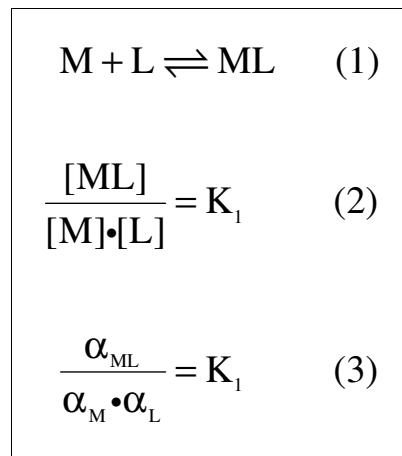 M + L ⇌ ML (1)
[ML] / [M]•[L] = K₁ (2)
α_ML / α_M •α_L = K₁ (3)